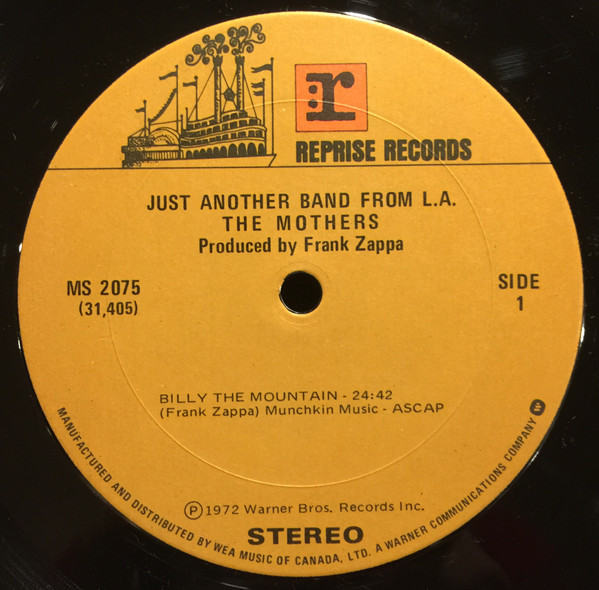 r
REPRISE RECORDS
JUST ANOTHER BAND FROM L.A.
THE MOTHERS
Produced by Frank Zappa
MS 2075
(31,405)
SIDE
1
BILLY THE MOUNTAIN - 24:42
(Frank Zappa) Munchkin Music - ASCAP
Ⓟ1972 Warner Bros. Records Inc.
STEREO
MANUFACTURED AND DISTRIBUTED BY WEA MUSIC OF CANADA, LTD. A WARNER COMMUNICATIONS COMPANY